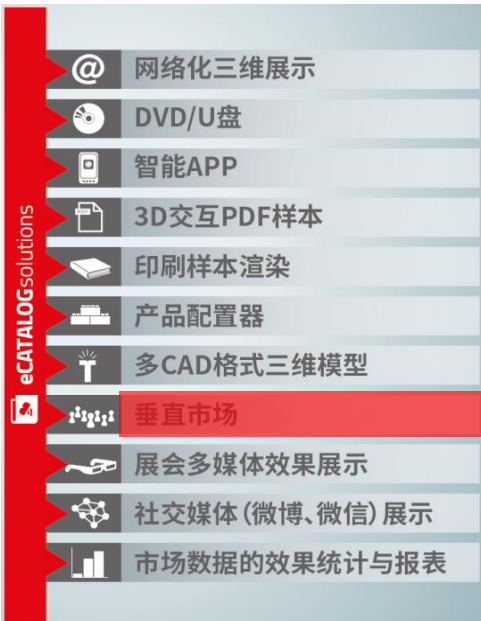 eCATALOGsolutions
@ 网络化三维展示
DVD/U盘
智能APP
PDF 3D交互PDF样本
印刷样本渲染
产品配置器
多CAD格式三维模型
垂直市场
展会多媒体效果展示
社交媒体(微博、微信)展示
市场数据的效果统计与报表